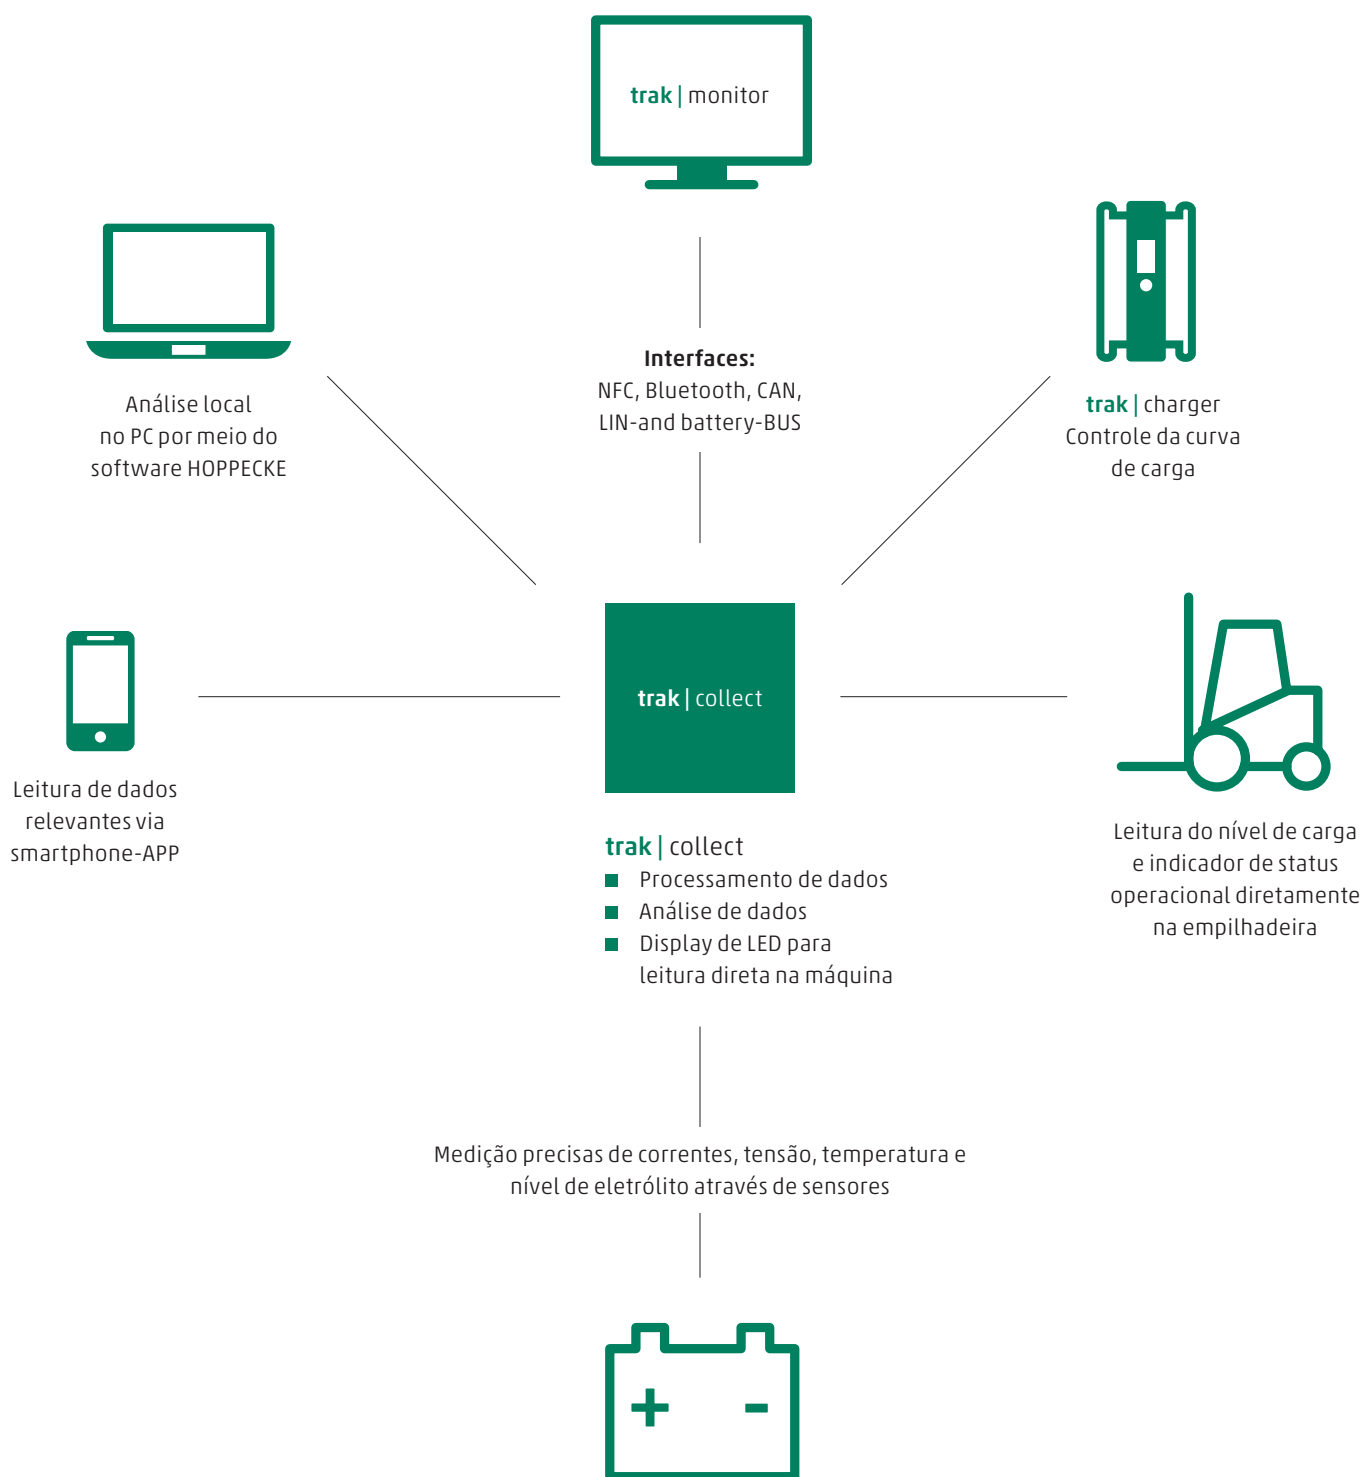 trak | monitor
Interfaces:
NFC, Bluetooth, CAN,
LIN-and battery-BUS
Análise local
no PC por meio do
software HOPPECKE
trak | charger
Controle da curva
de carga
trak | collect
Leitura de dados
relevantes via
smartphone-APP
trak | collect
Processamento de dados
Análise de dados
Display de LED para
leitura direta na máquina
Leitura do nível de carga
e indicador de status
operacional diretamente
na empilhadeira
Medição precisas de correntes, tensão, temperatura e
nível de eletrólito através de sensores
+ -